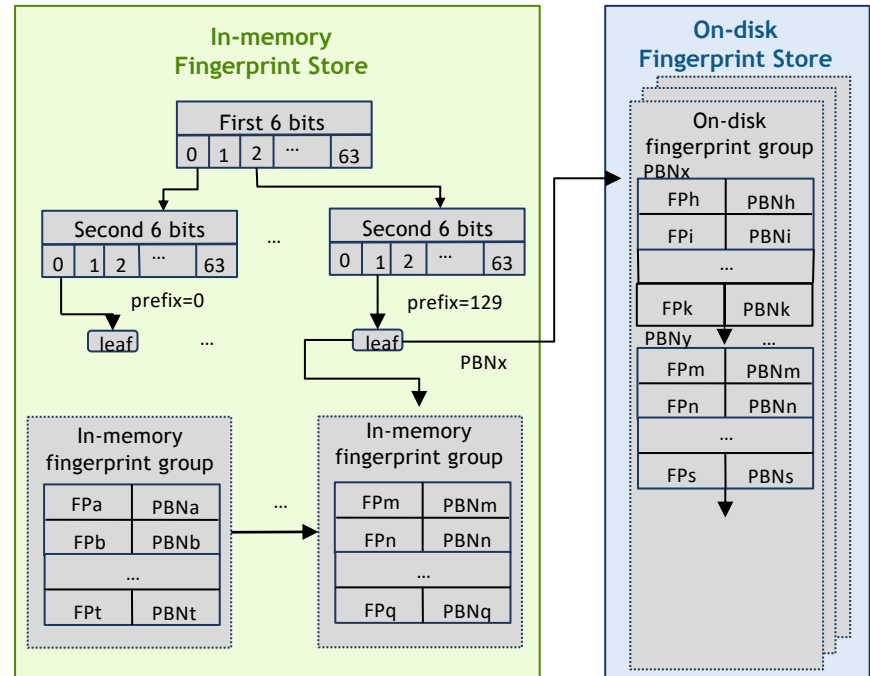 In-memory
Fingerprint Store
First 6 bits
0 1 2 ... 63
Second 6 bits
0 1 2 ... 63
...
Second 6 bits
0 1 2 ... 63
prefix=0
prefix=129
leaf
...
leaf
PBNx
In-memory
fingerprint group
FPa PBNa
FPb PBNb
...
FPt PBNt
...
In-memory
fingerprint group
FPm PBNm
FPn PBNn
...
FPq PBNq
On-disk
Fingerprint Store
On-disk
fingerprint group
PBNx
FPh PBNh
FPi PBNi
...
FPk PBNk
PBNy ...
FPm PBNm
FPn PBNn
...
FPs PBNs